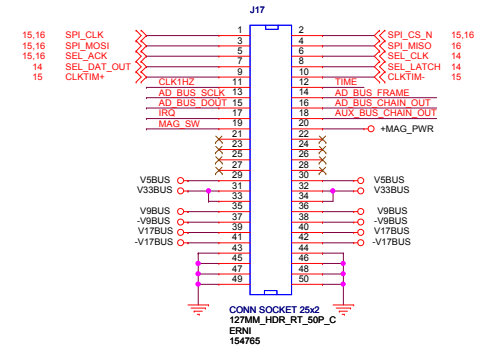 J17
15,16 SPI_CLK 1 2 SPI_CS_N 15,16
15,16 SPI_MOSI 3 4 SPI_MISO 16
15,16 SEL_ACK 5 6 SEL_CLK 14
14 SEL_DAT_OUT 7 8 SEL_LATCH 14
15 CLKTIM+ 9 10 CLKTIM- 15
CLK1HZ 11 12 TIME
AD_BUS_SCLK 13 14 AD_BUS_FRAME
AD_BUS_DOUT 15 16 AD_BUS_CHAIN_OUT
IRQ 17 18 AUX_BUS_CHAIN_OUT
MAG_SW 19 20 +MAG_PWR
21 22
23 24
25 26
27 28
V5BUS 29 30 V5BUS
V33BUS 31 32 V33BUS
33 34
V9BUS 35 36 V9BUS
-V9BUS 37 38 -V9BUS
V17BUS 39 40 V17BUS
-V17BUS 41 42 -V17BUS
43 44
45 46
47 48
49 50
CONN SOCKET 25x2
127MM_HDR_RT_50P_C
ERNI
154765